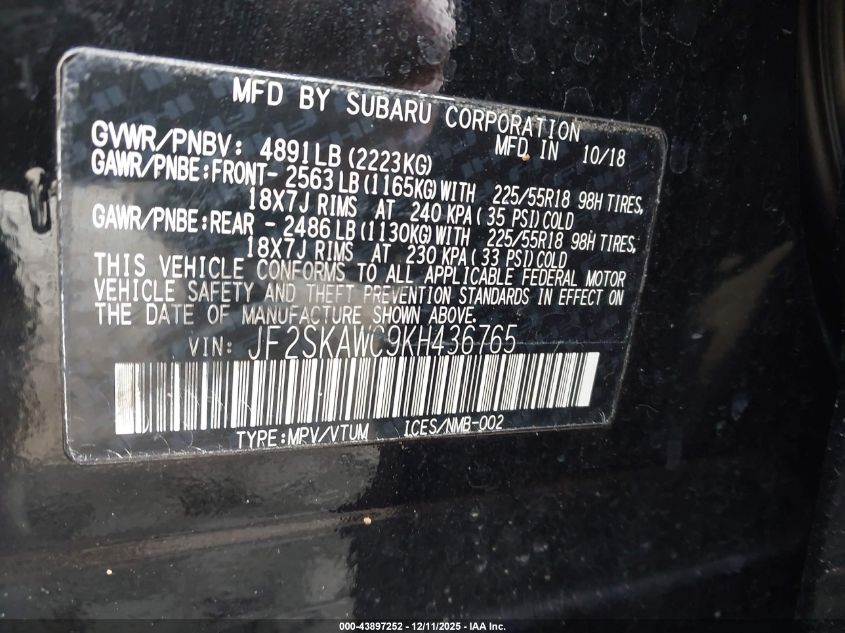 MFD BY SUBARU CORPORATION
MFD IN 10/18
GVWR/PNBV: 4891LB (2223KG)
GAWR/PNBE: FRONT- 2563 LB (1165KG) WITH 225/55R18 98H TIRES,
18X7J RIMS AT 240 KPA ( 35 PSI) COLD
GAWR/PNBE: REAR - 2486 LB (1130KG) WITH 225/55R18 98H TIRES,
18X7J RIMS AT 230 KPA ( 33 PSI) COLD
THIS VEHICLE CONFORMS TO ALL APPLICABLE FEDERAL MOTOR
VEHICLE SAFETY AND THEFT PREVENTION STANDARDS IN EFFECT ON
THE DATE OF MANUFACTURE SHOWN ABOVE.
VIN: JF2SKAWC9KH436765
TYPE: MPV/VTUM ICES/NMB-002
000-43897252 - 12/11/2025 - IAA Inc.